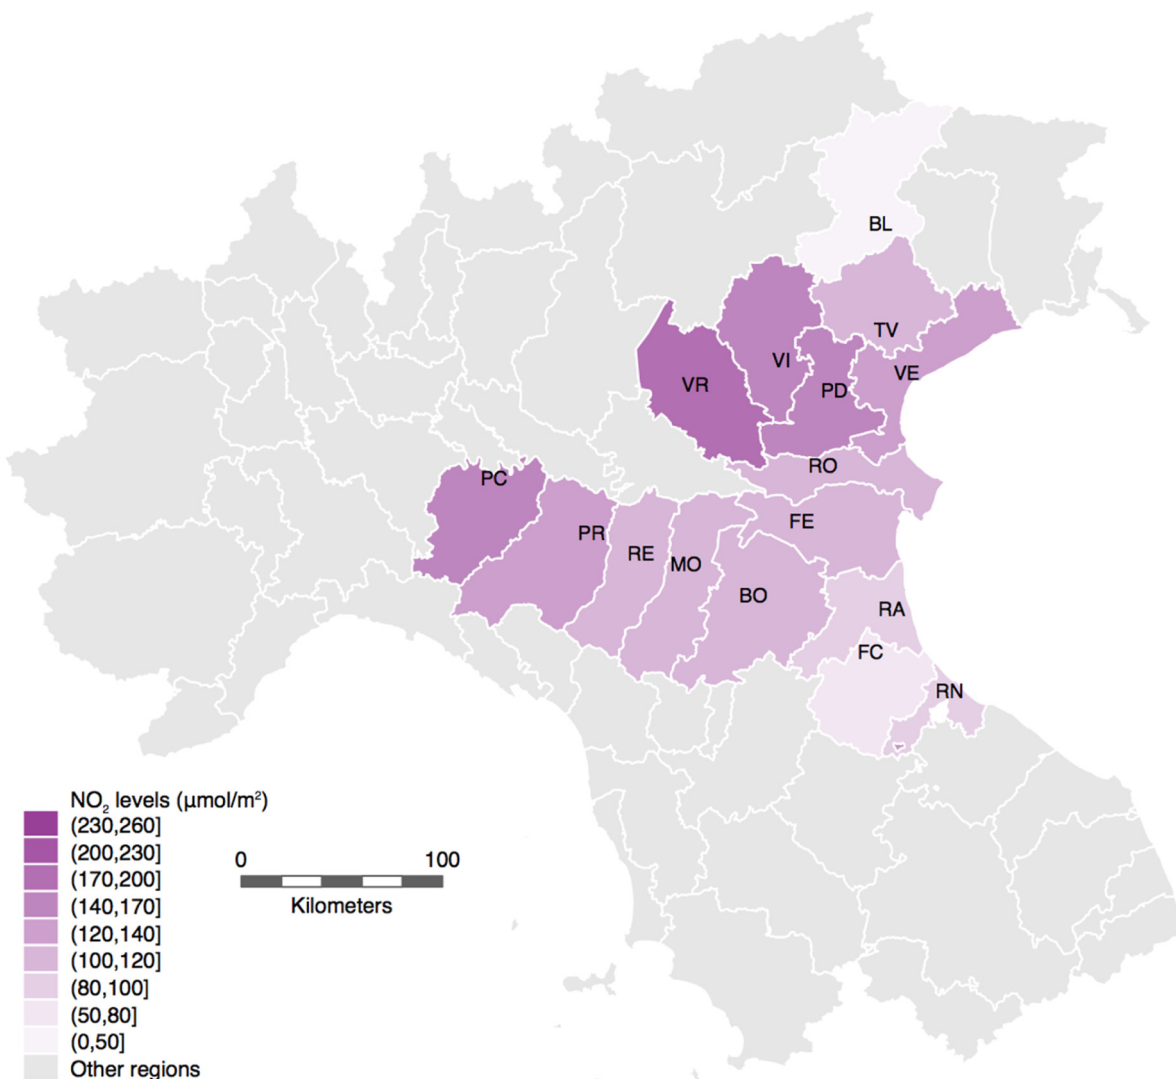 BL
TV
VI
VE
VR
PD
RO
PC
FE
PR
RE
MO
BO
RA
FC
RN
NO₂ levels (µmol/m²)
(230,260]
(200,230]
(170,200]
(140,170]
(120,140]
(100,120]
(80,100]
(50,80]
(0,50]
Other regions
0 100
Kilometers